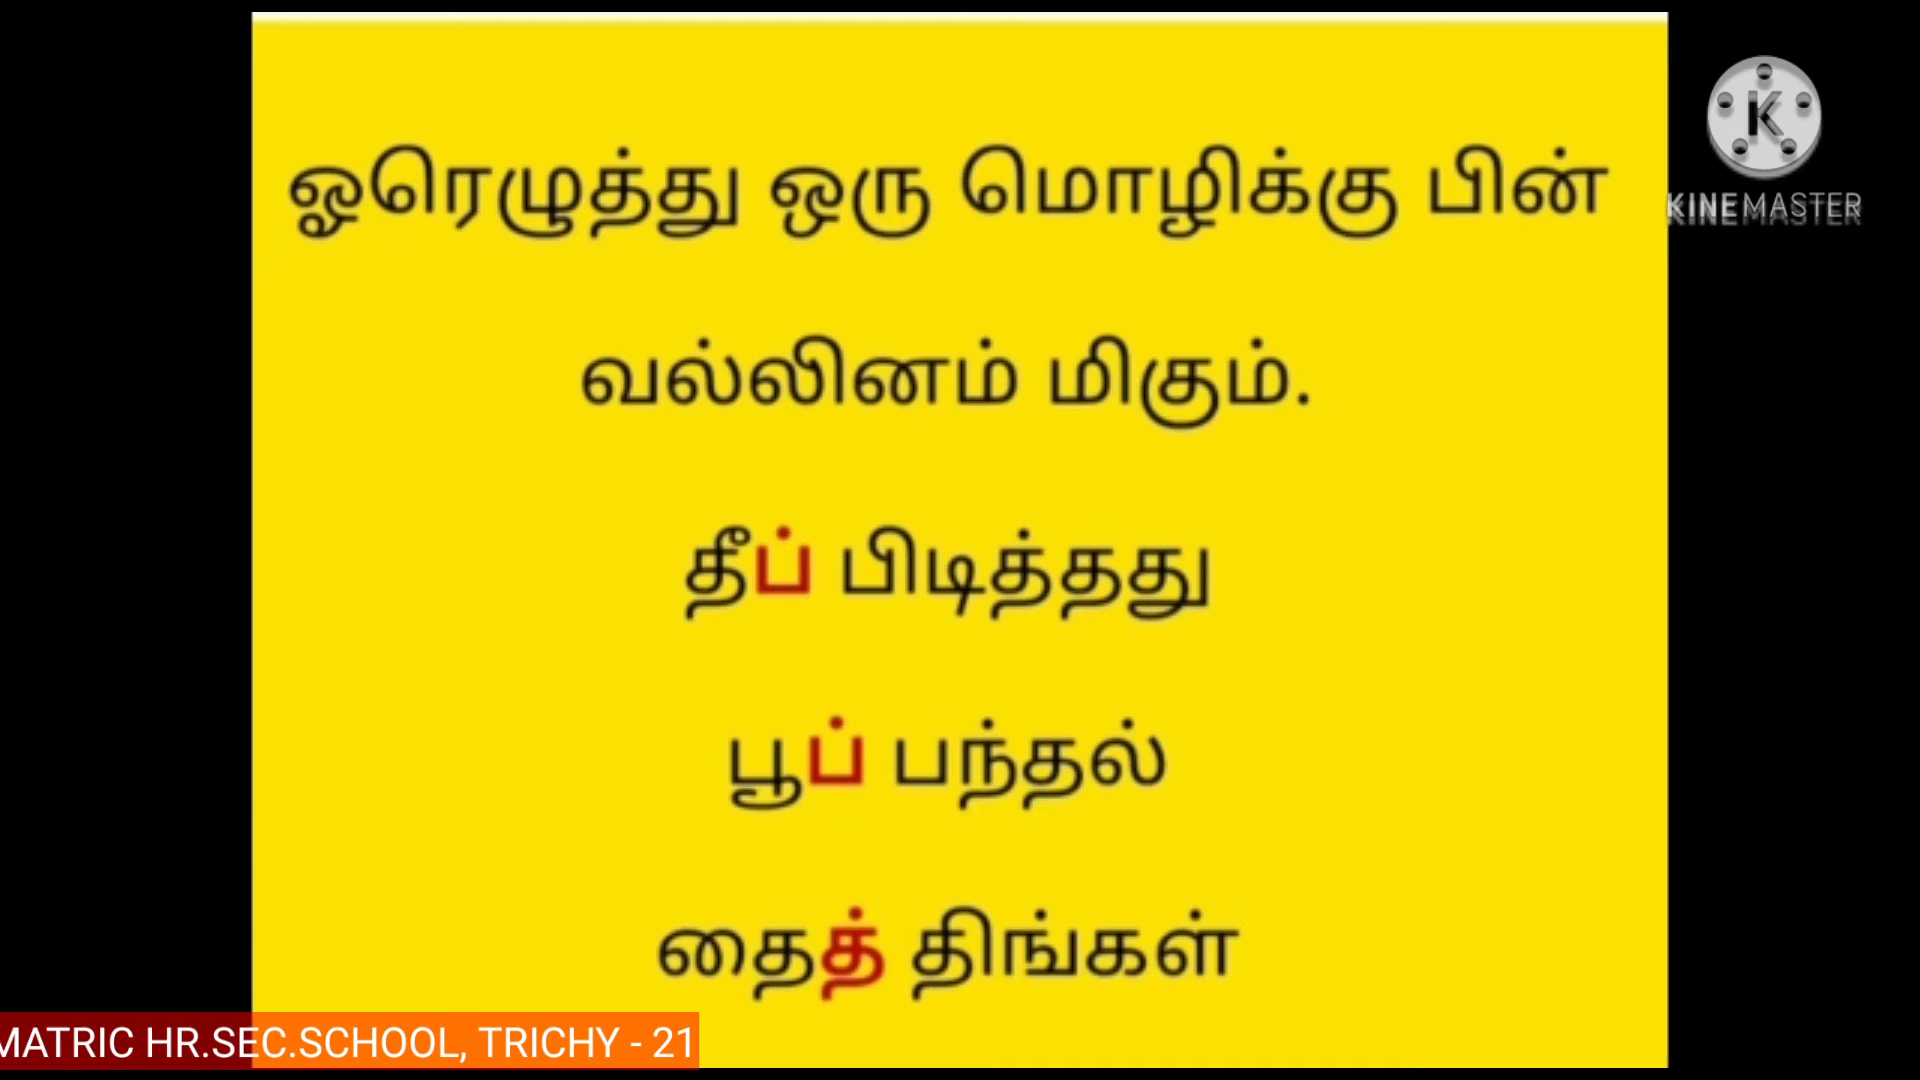 ஓரெழுத்து ஒரு மொழிக்கு பின்
வல்லினம் மிகும்.
தீப் பிடித்தது
பூப் பந்தல்
தைத் திங்கள்
KINEMASTER
MATRIC HR.SEC.SCHOOL, TRICHY - 21